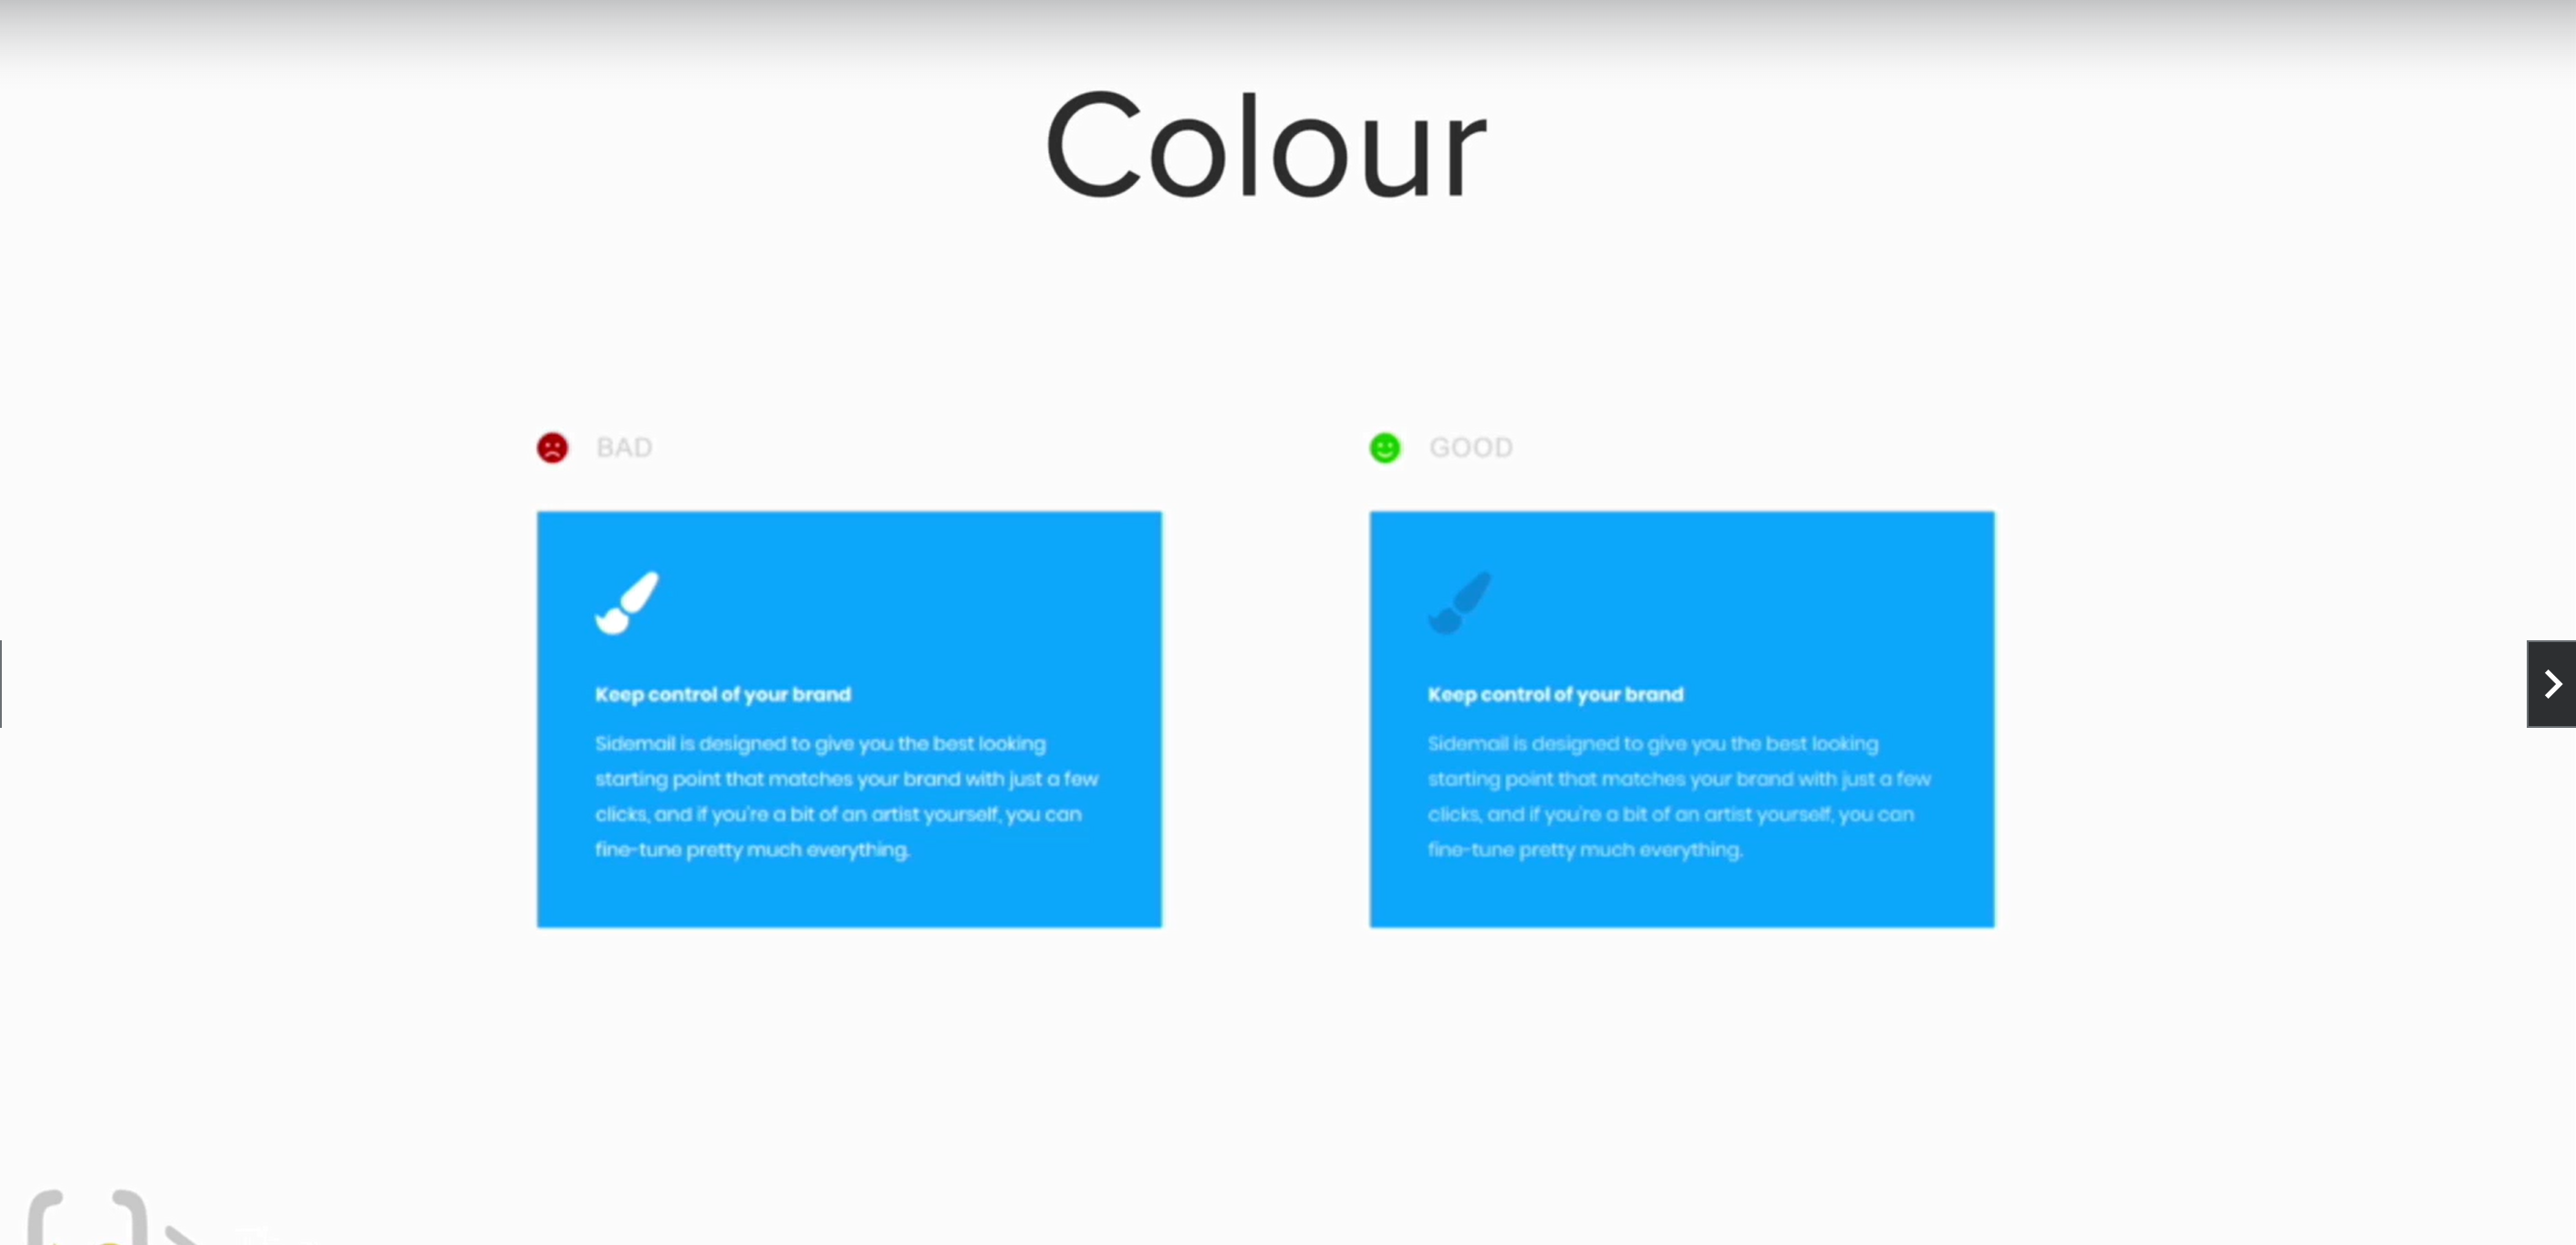 Colour
BAD
Keep control of your brand
Sidemail is designed to give you the best looking
starting point that matches your brand with just a few
clicks, and if you're a bit of an artist yourself, you can
fine-tune pretty much everything.
GOOD
Keep control of your brand
Sidemail is designed to give you the best looking
starting point that matches your brand with just a few
clicks, and if you're a bit of an artist yourself, you can
fine-tune pretty much everything.